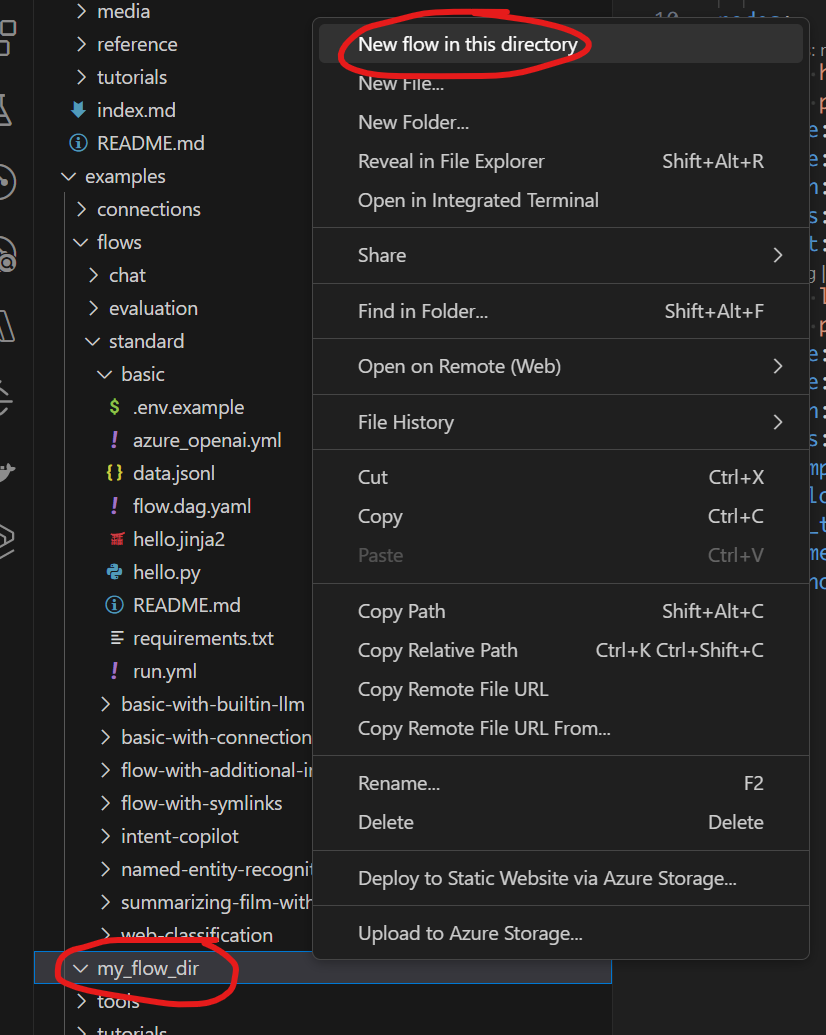 media
reference
tutorials
index.md
README.md
examples
connections
flows
chat
evaluation
standard
basic
.env.example
azure_openai.yml
data.jsonl
flow.dag.yaml
hello.jinja2
hello.py
README.md
requirements.txt
run.yml
basic-with-builtin-llm
basic-with-connection
flow-with-additional-in
flow-with-symlinks
intent-copilot
named-entity-recognit
summarizing-film-with
web-classification
my_flow_dir
tools
tutorials
New flow in this directory
New File...
New Folder...
Reveal in File Explorer Shift+Alt+R
Open in Integrated Terminal
Share
Find in Folder... Shift+Alt+F
Open on Remote (Web)
File History
Cut Ctrl+X
Copy Ctrl+C
Paste Ctrl+V
Copy Path Shift+Alt+C
Copy Relative Path Ctrl+K Ctrl+Shift+C
Copy Remote File URL
Copy Remote File URL From...
Rename... F2
Delete Delete
Deploy to Static Website via Azure Storage...
Upload to Azure Storage...